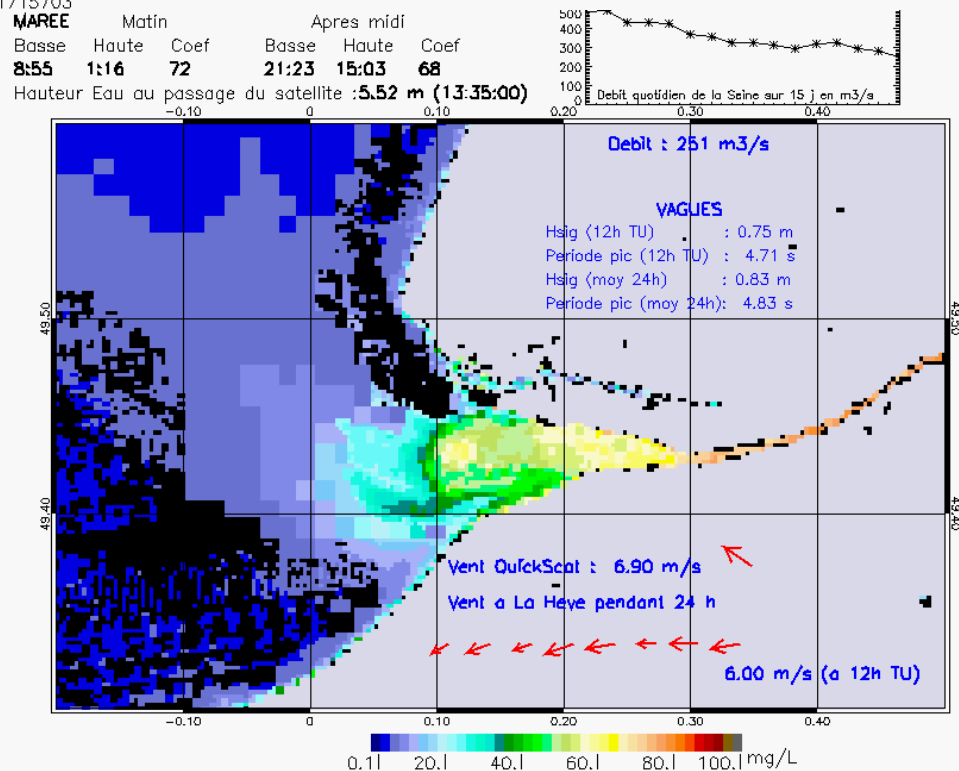 MAREE Matin Apres midi
Basse Haute Coef Basse Haute Coef
8:55 1:16 72 21:23 15:03 68
Hauteur Eau au passage du satellite :5.52 m (13:35:00)
500
400
300
200
100
0
Debit quotidien de la Seine sur 15 j en m3/s
-0.10 0 0.10 0.20 0.30 0.40
Debit : 251 m3/s
VAGUES
Hsig (12h TU) : 0.75 m
Periode pic (12h TU) : 4.71 s
Hsig (moy 24h) : 0.83 m
Periode pic (moy 24h): 4.83 s
49.50 49.50
49.40 49.40
Vent QuickScat : 6.90 m/s
Vent a La Heve pendant 24 h
6.00 m/s (a 12h TU)
-0.10 0 0.10 0.20 0.30 0.40
0.1| 20.| 40.| 60.| 80.| 100.| mg/L